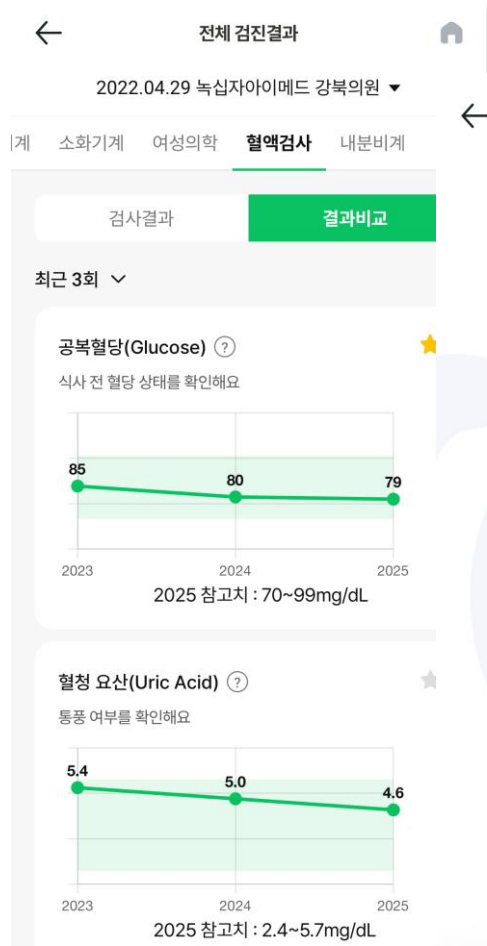 전체 검진결과
2022.04.29 녹십자아이메드 강북의원 ▼
계 소화기계 여성의학 혈액검사 내분비계
검사결과 결과비교
최근 3회
공복혈당(Glucose) ?
식사 전 혈당 상태를 확인해요
85 80 79
2023 2024 2025
2025 참고치 : 70~99mg/dL
혈청 요산(Uric Acid) ?
통풍 여부를 확인해요
5.4 5.0 4.6
2023 2024 2025
2025 참고치 : 2.4~5.7mg/dL